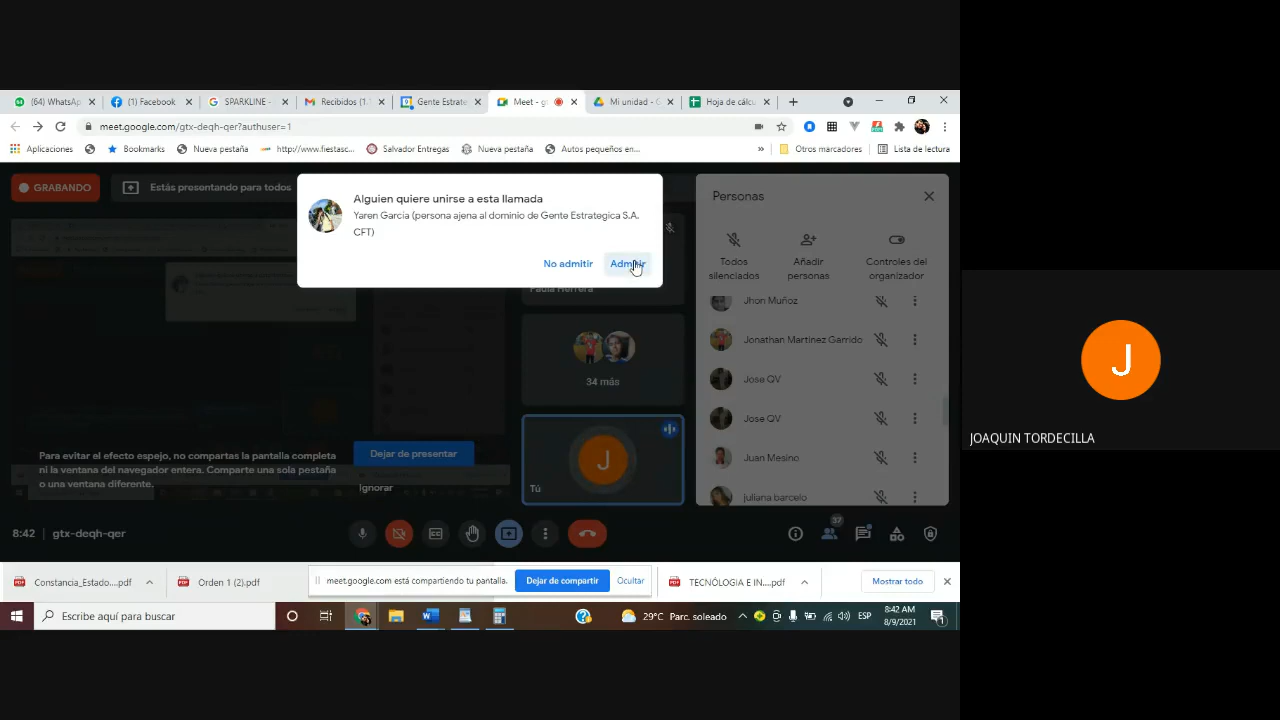 (64) WhatsAp
(1) Facebook
SPARKLINE -
Recibidos (1.
Gente Estrate
Meet - g
Mi unidad - G
Hoja de cálcu
meet.google.com/gtx-deqh-qer?authuser=1
Aplicaciones
Bookmarks
Nueva pestaña
http://www.fiestasc...
Salvador Entregas
Nueva pestaña
Autos pequeños en...
»
Otros marcadores
Lista de lectura
GRABANDO
Estás presentando para todos
Alguien quiere unirse a esta llamada
Yaren Garcia (persona ajena al dominio de Gente Estrategica S.A.
CFT)
No admitir
Admitir
Personas
Todos
silenciados
Añadir
personas
Controles del
organizador
Jhon Muñoz
Jonathan Martinez Garrido
Jose QV
Jose QV
Juan Mesino
juliana barcelo
Paula Herrera
34 más
J
Tú
Para evitar el efecto espejo, no compartas la pantalla completa
ni la ventana del navegador entera. Comparte una sola pestaña
o una ventana diferente.
Dejar de presentar
Ignorar
8:42 | gtx-deqh-qer
37
Constancia_Estado....pdf
Orden 1 (2).pdf
meet.google.com está compartiendo tu pantalla.
Dejar de compartir
Ocultar
TECNÓLOGIA E IN....pdf
Mostrar todo
Escribe aquí para buscar
29°C Parc. soleado
ESP
8:42 AM
8/9/2021
1
J
JOAQUIN TORDECILLA